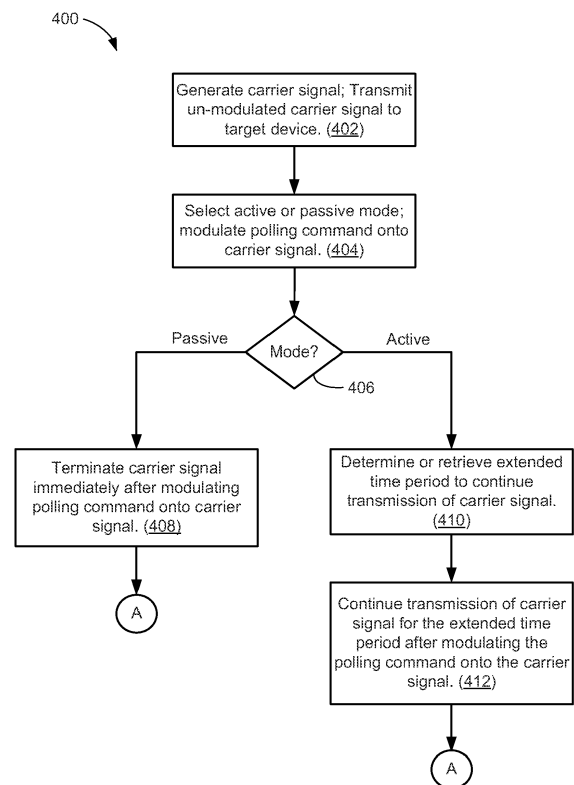 400
Generate carrier signal; Transmit
un-modulated carrier signal to
target device. (402)
Select active or passive mode;
modulate polling command onto
carrier signal. (404)
Passive
Mode?
Active
406
Terminate carrier signal
immediately after modulating
polling command onto carrier
signal. (408)
Determine or retrieve extended
time period to continue
transmission of carrier signal.
(410)
A
Continue transmission of carrier
signal for the extended time
period after modulating the
polling command onto the carrier
signal. (412)
A